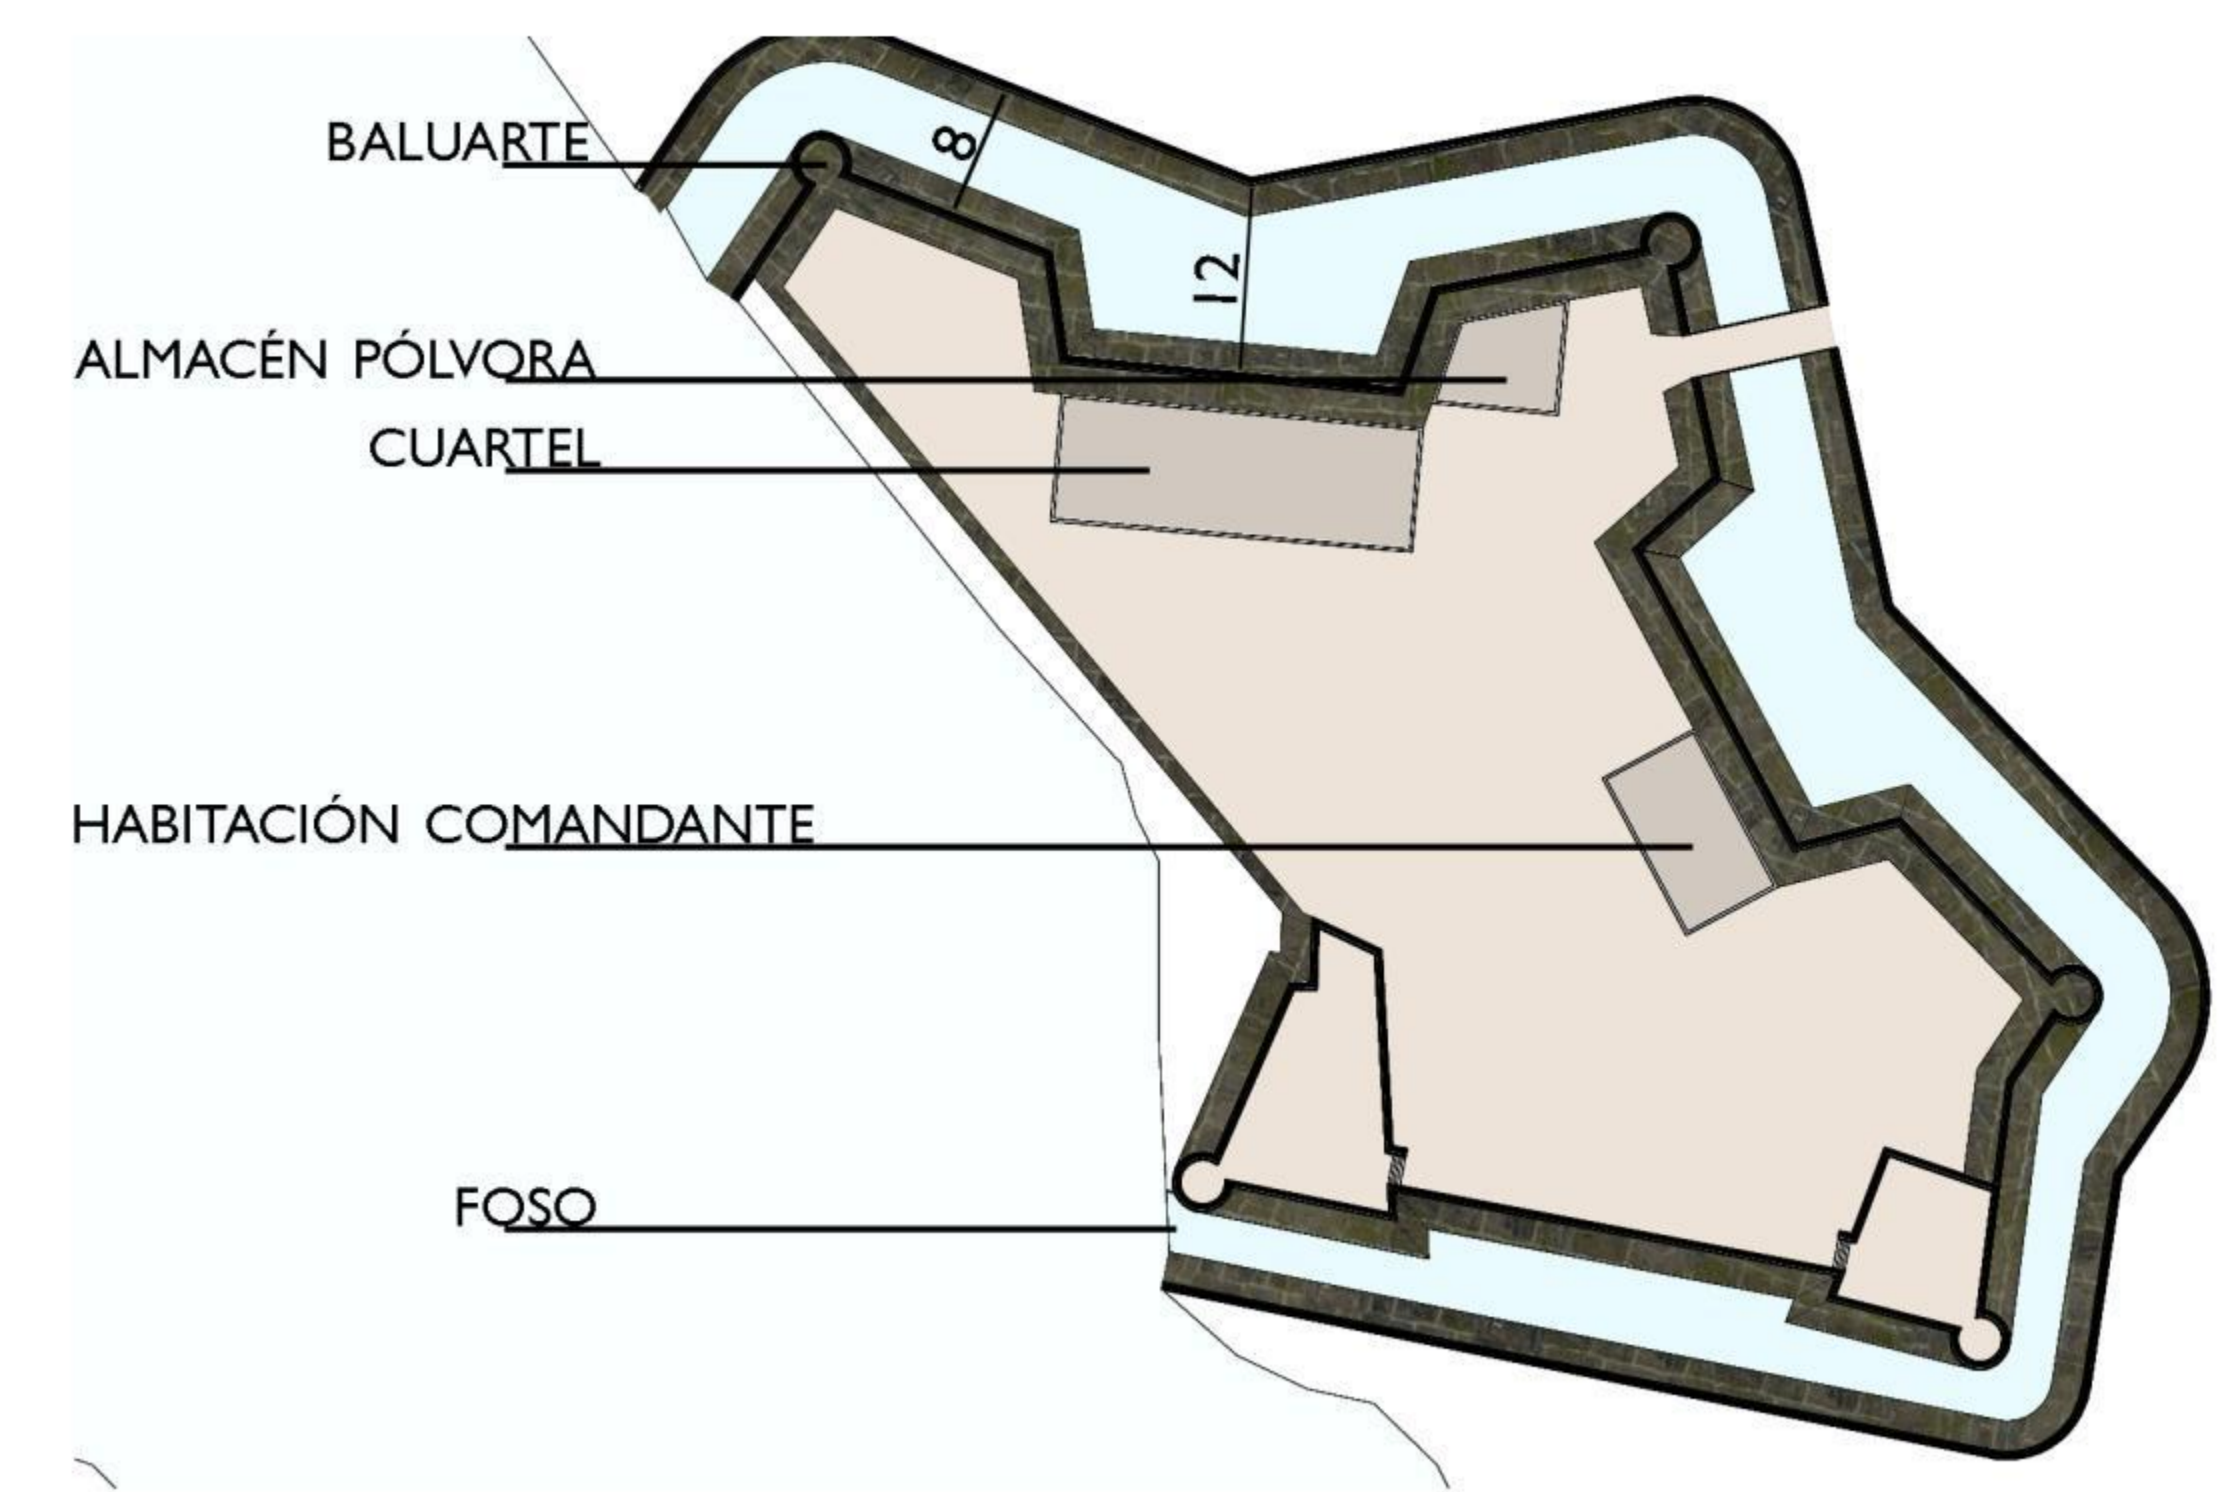 BALUARTE
8
12
ALMACÉN PÓLVORA
CUARTEL
HABITACIÓN COMANDANTE
FOSO